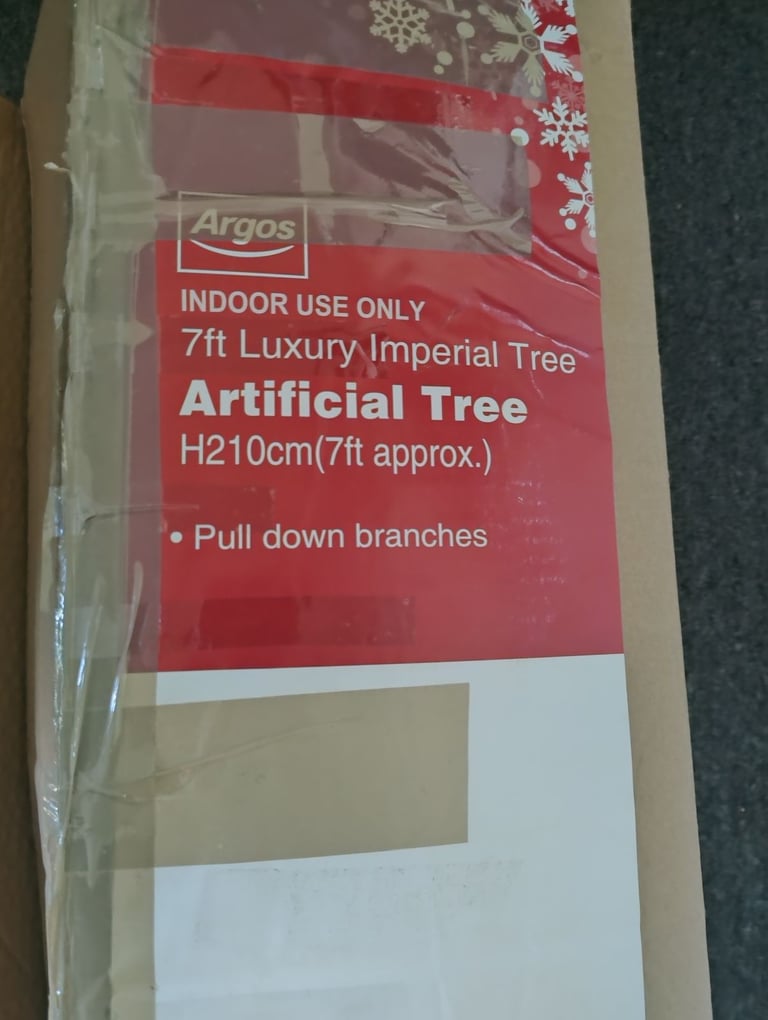 Argos
INDOOR USE ONLY
7ft Luxury Imperial Tree
Artificial Tree
H210cm(7ft approx.)
• Pull down branches